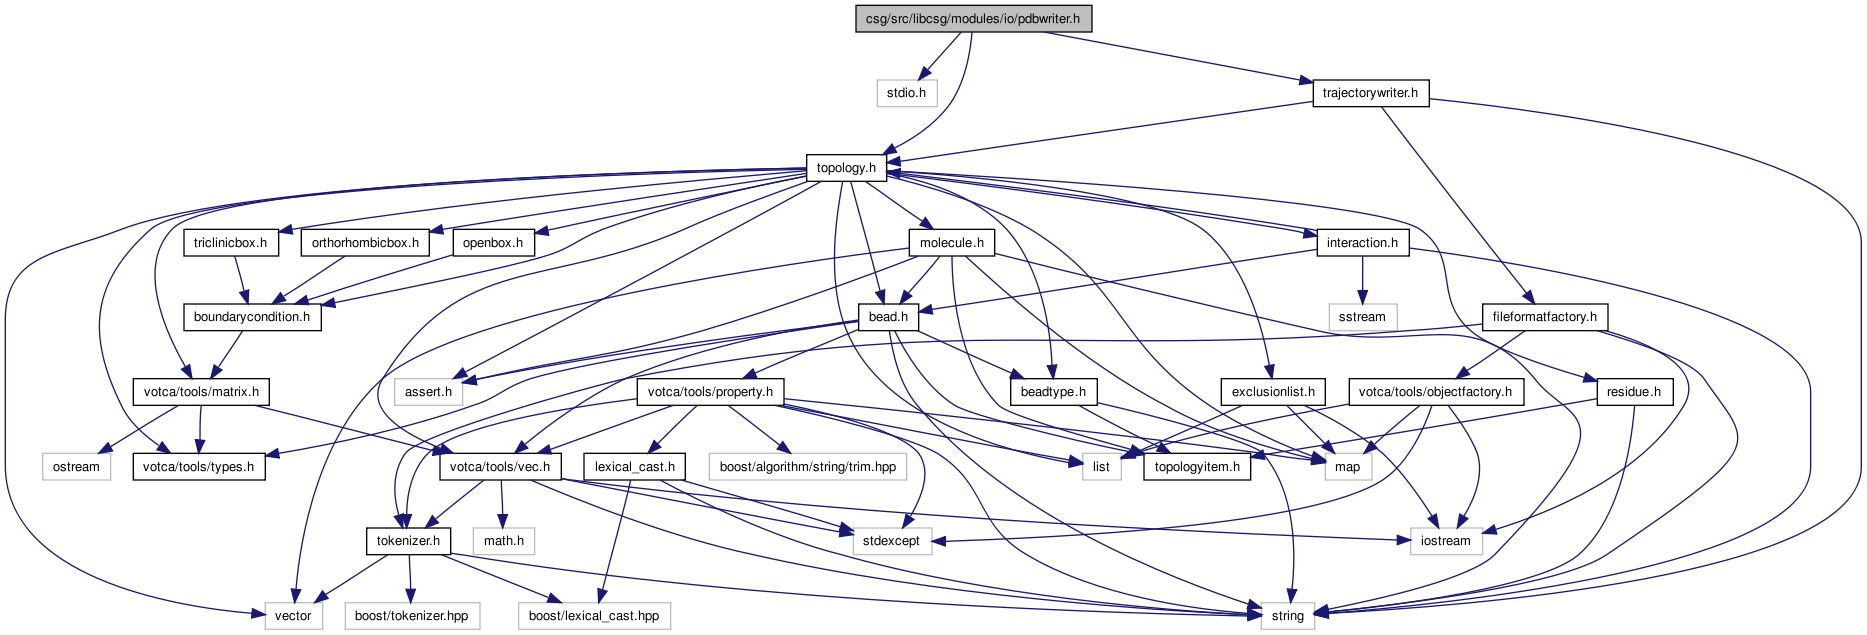 csg/src/libcsg/modules/io/pdbwriter.h
stdio.h
trajectorywriter.h
topology.h
triclinicbox.h
orthorhombicbox.h
openbox.h
molecule.h
interaction.h
boundarycondition.h
bead.h
sstream
fileformatfactory.h
votca/tools/matrix.h
assert.h
votca/tools/property.h
beadtype.h
exclusionlist.h
votca/tools/objectfactory.h
residue.h
ostream
votca/tools/types.h
votca/tools/vec.h
lexical_cast.h
boost/algorithm/string/trim.hpp
list
topologyitem.h
map
tokenizer.h
math.h
stdexcept
iostream
vector
boost/tokenizer.hpp
boost/lexical_cast.hpp
string